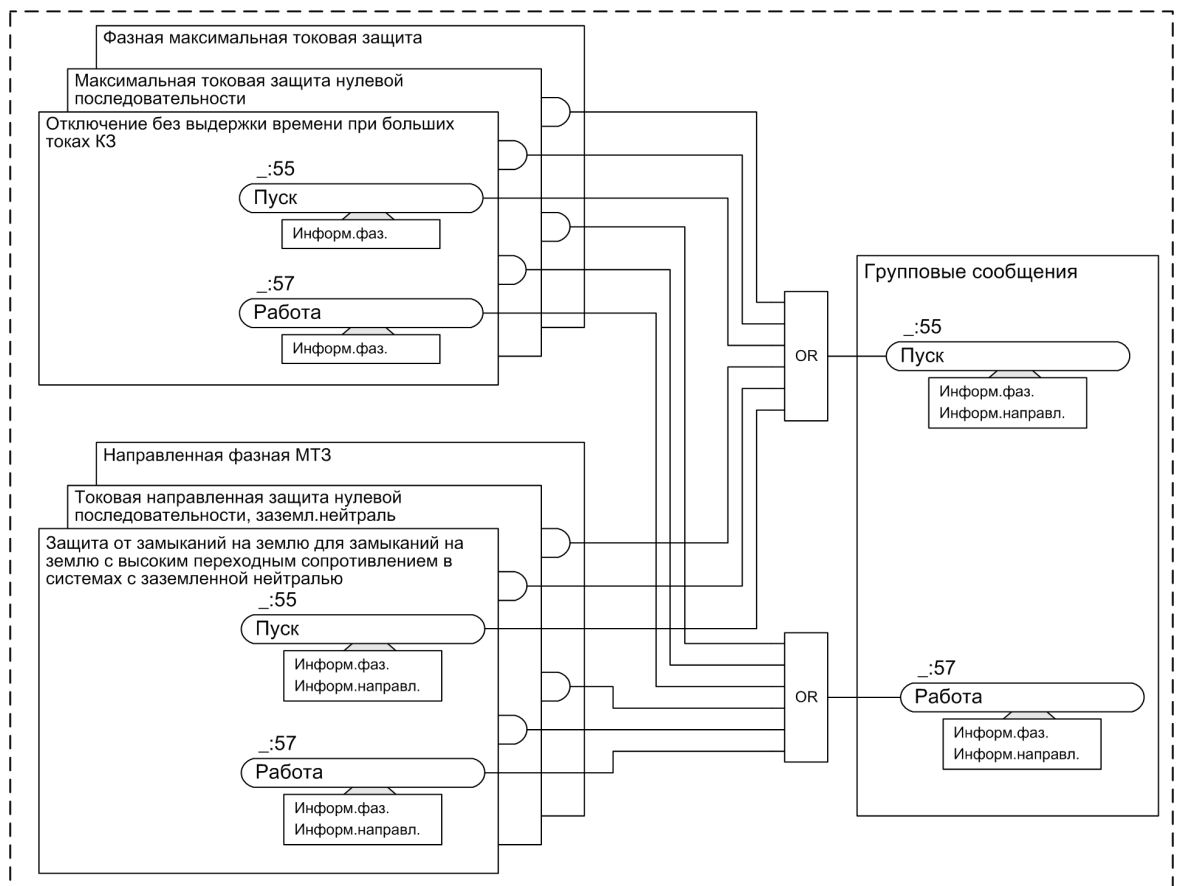 Фазная максимальная токовая защита
Максимальная токовая защита нулевой
последовательности
Отключение без выдержки времени при больших
токах КЗ
_:55
Пуск
Информ.фаз.
_:57
Работа
Информ.фаз.
Направленная фазная МТЗ
Токовая направленная защита нулевой
последовательности, заземл.нейтраль
Защита от замыканий на землю для замыканий на
землю с высоким переходным сопротивлением в
системах с заземленной нейтралью
_:55
Пуск
Информ.фаз.
Информ.направл.
_:57
Работа
Информ.фаз.
Информ.направл.
OR
OR
Групповые сообщения
_:55
Пуск
Информ.фаз.
Информ.направл.
_:57
Работа
Информ.фаз.
Информ.направл.